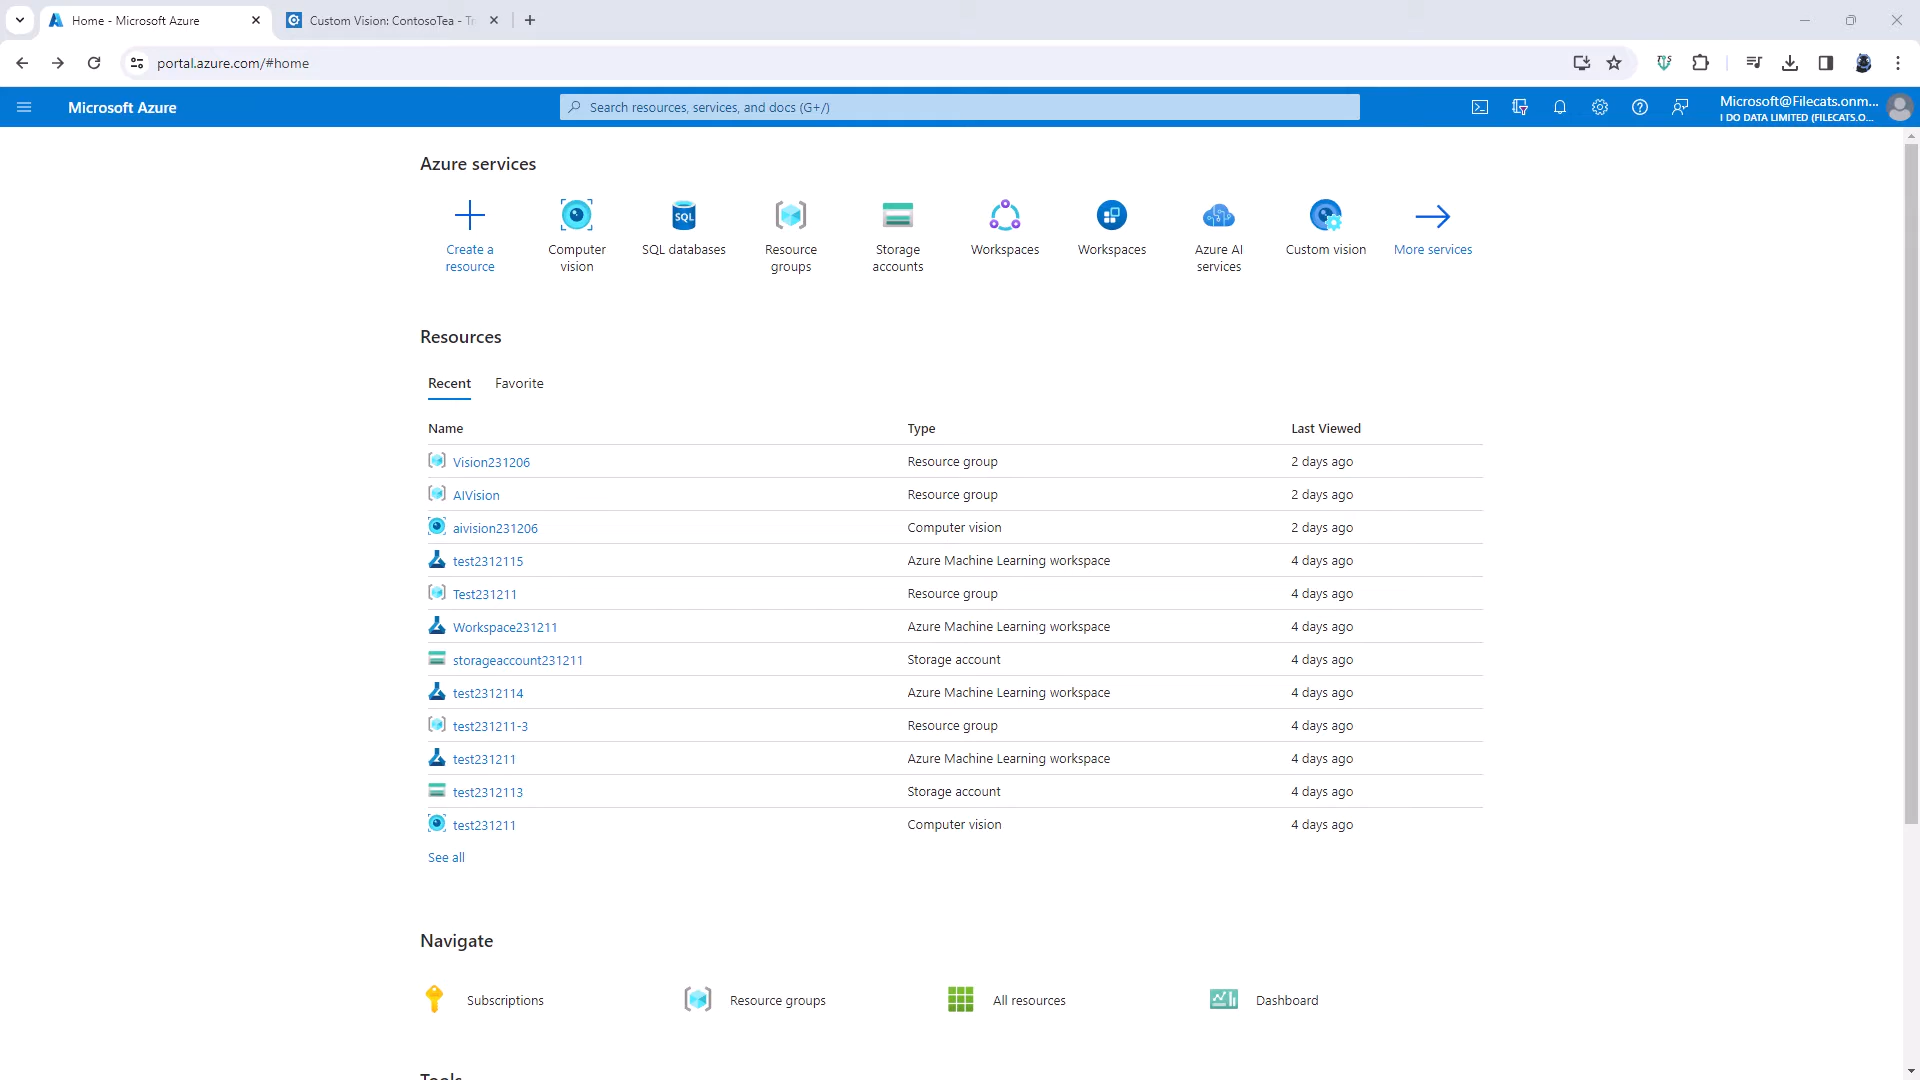 Home - Microsoft Azure
Custom Vision: ContosoTea - Tr
portal.azure.com/#home
Microsoft Azure
Search resources, services, and docs (G+/)
Microsoft@Filecats.onm...
I DO DATA LIMITED (FILECATS.O...
Azure services
Create a resource
Computer vision
SQL databases
Resource groups
Storage accounts
Workspaces
Workspaces
Azure AI services
Custom vision
More services
Resources
Recent Favorite
Name Type Last Viewed
Vision231206 Resource group 2 days ago
AIVision Resource group 2 days ago
aivision231206 Computer vision 2 days ago
test2312115 Azure Machine Learning workspace 4 days ago
Test231211 Resource group 4 days ago
Workspace231211 Azure Machine Learning workspace 4 days ago
storageaccount231211 Storage account 4 days ago
test2312114 Azure Machine Learning workspace 4 days ago
test231211-3 Resource group 4 days ago
test231211 Azure Machine Learning workspace 4 days ago
test2312113 Storage account 4 days ago
test231211 Computer vision 4 days ago
See all
Navigate
Subscriptions Resource groups All resources Dashboard
Tools